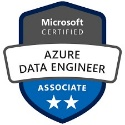 Microsoft
CERTIFIED
AZURE
DATA ENGINEER
ASSOCIATE